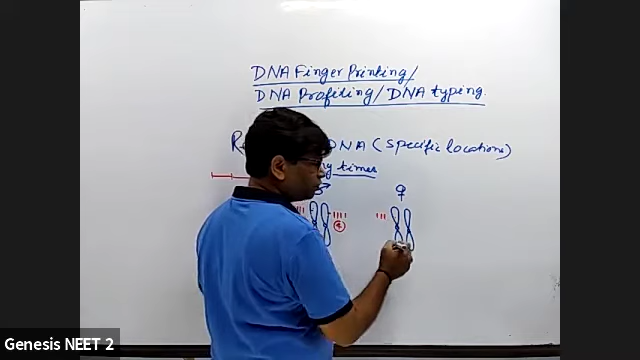 DNA Finger Printing/
DNA Profiling/DNA typing.
DNA (specific locations)
times
♀
Genesis NEET 2